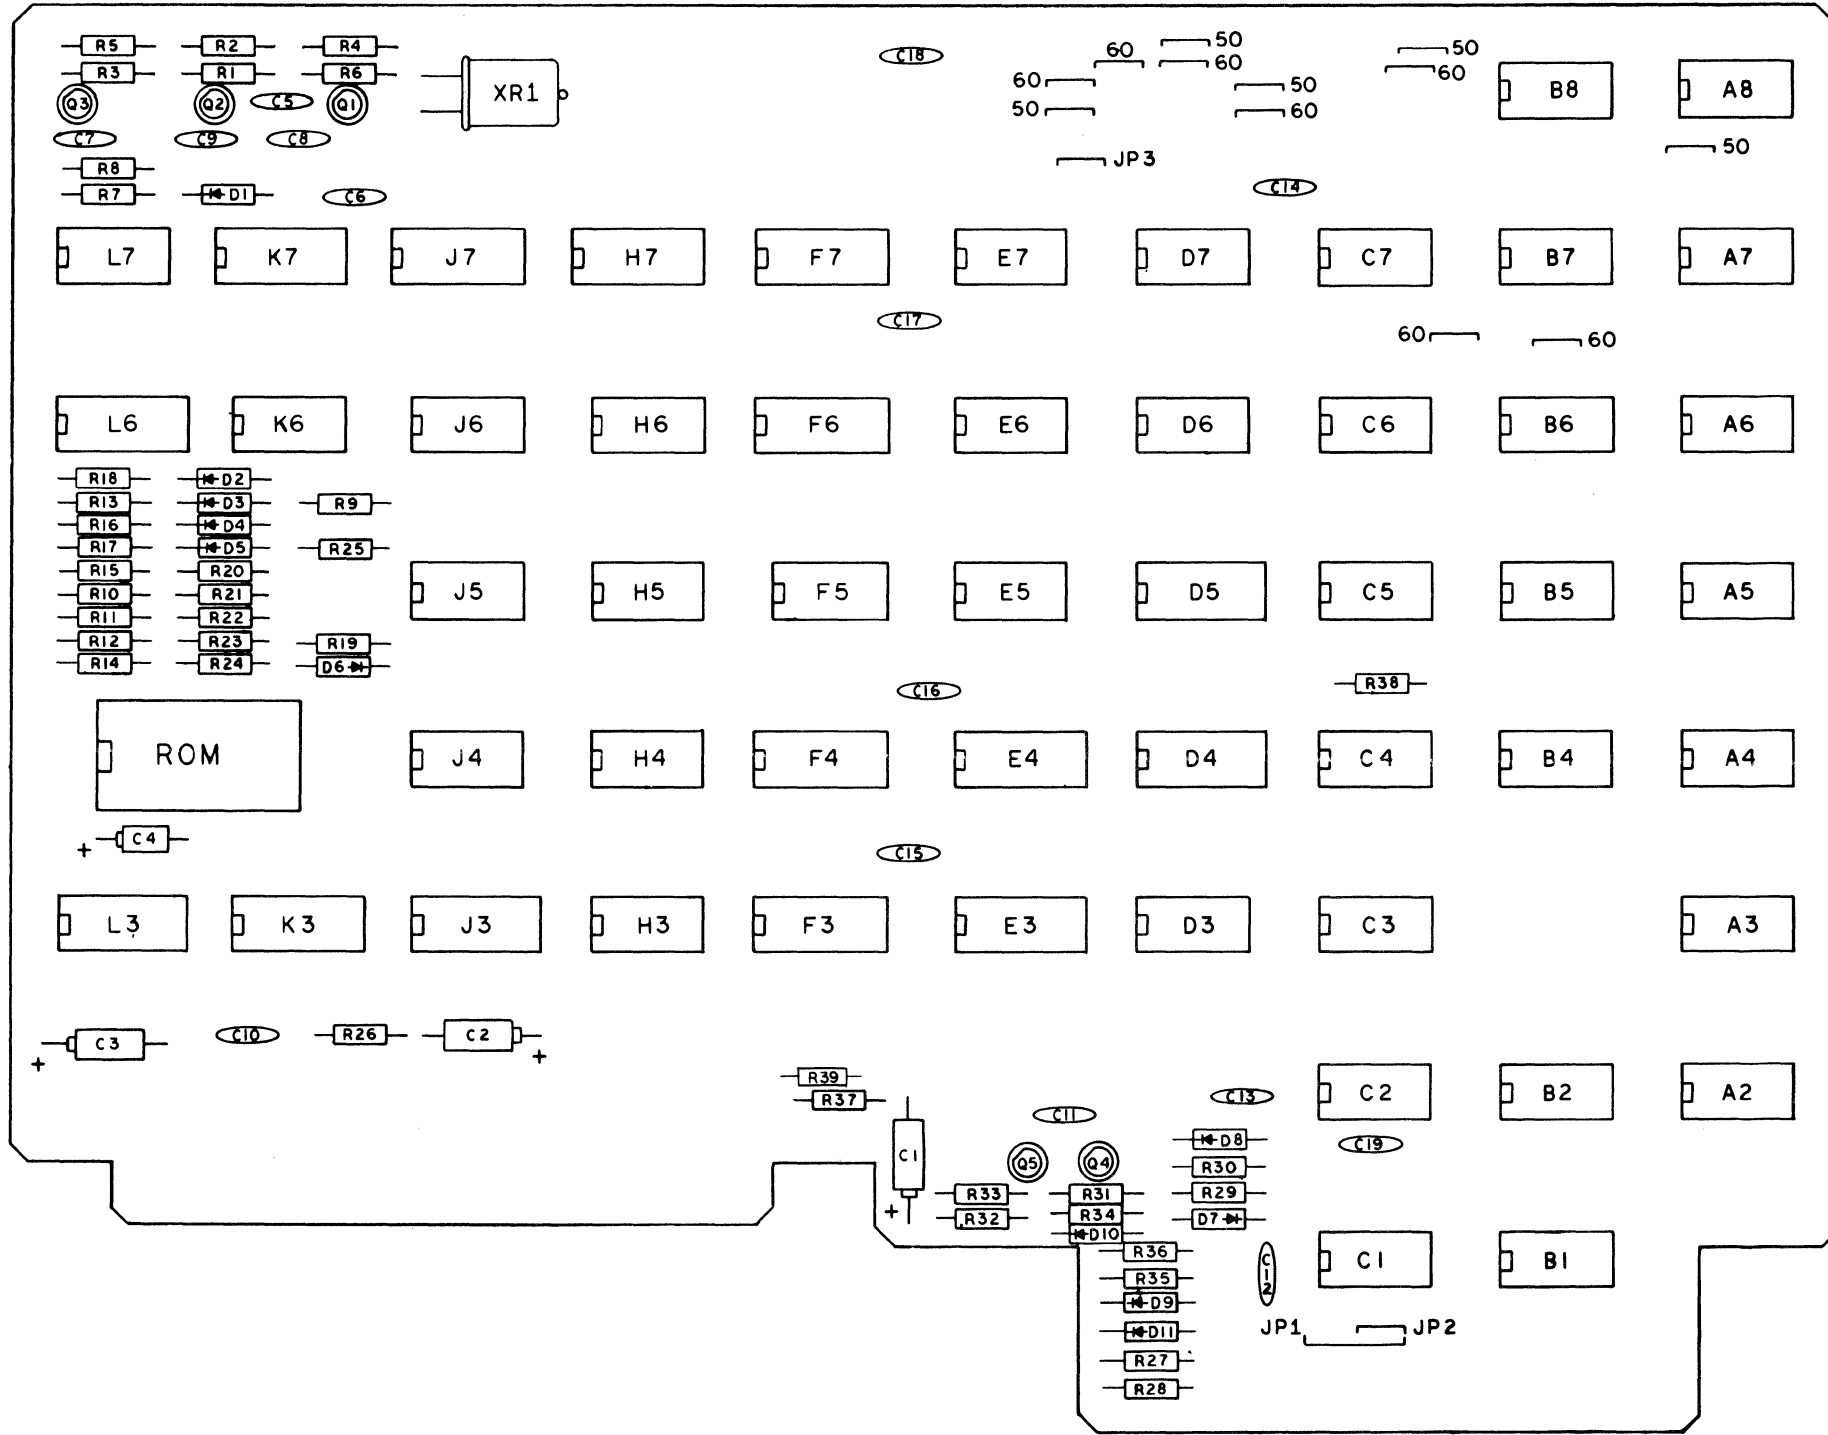 R5 R2 R4 C18 60 50 50
R3 R1 R6 XR1 60 60 50 60 B8 A8
Q3 Q2 C5 Q1 50 60
C7 C9 C8 JP3 50
R8
R7 D1 C6 C14
L7 K7 J7 H7 F7 E7 D7 C7 B7 A7
C17
60 60
L6 K6 J6 H6 F6 E6 D6 C6 B6 A6
R18 D2
R13 D3 R9
R16 D4
R17 D5 R25
R15 R20
R10 R21 J5 H5 F5 E5 D5 C5 B5 A5
R11 R22
R12 R23 R19
R14 R24 D6
C16 R38
ROM J4 H4 F4 E4 D4 C4 B4 A4
+ C4
C15
L3 K3 J3 H3 F3 E3 D3 C3 A3
C3 C10 R26 C2
+ +
R39
R37 C11 C13 C2 B2 A2
D8 C19
C1 Q5 Q4 R30
R33 R31 R29
+ R32 R34 D7
D10
R36 C12 C1 B1
R35
D9
D11 JP1 JP2
R27
R28